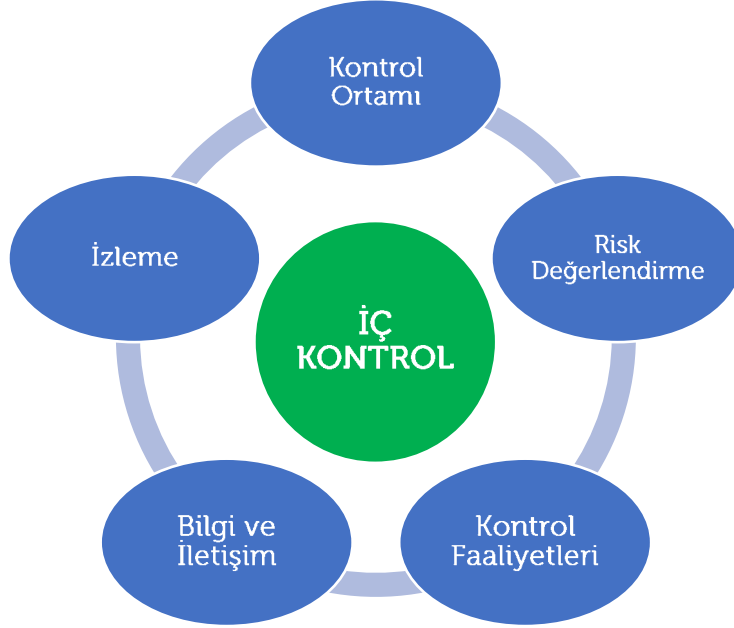 Kontrol
Ortamı
Risk
Değerlendirme
Kontrol
Faaliyetleri
Bilgi ve
İletişim
İzleme
İÇ
KONTROL